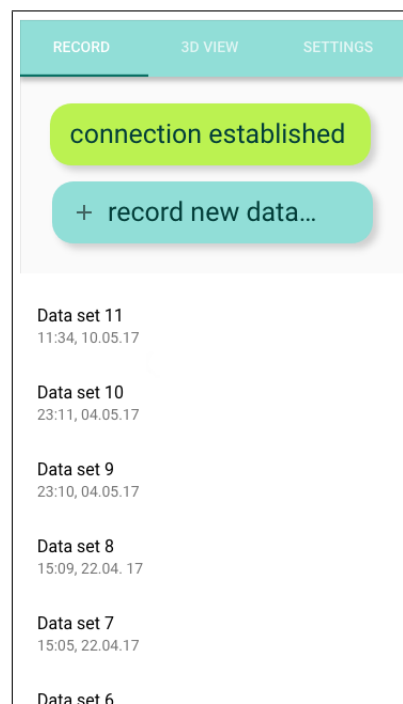 RECORD 3D VIEW SETTINGS
connection established
+ record new data...
Data set 11
11:34, 10.05.17
Data set 10
23:11, 04.05.17
Data set 9
23:10, 04.05.17
Data set 8
15:09, 22.04. 17
Data set 7
15:05, 22.04.17
Data set 6